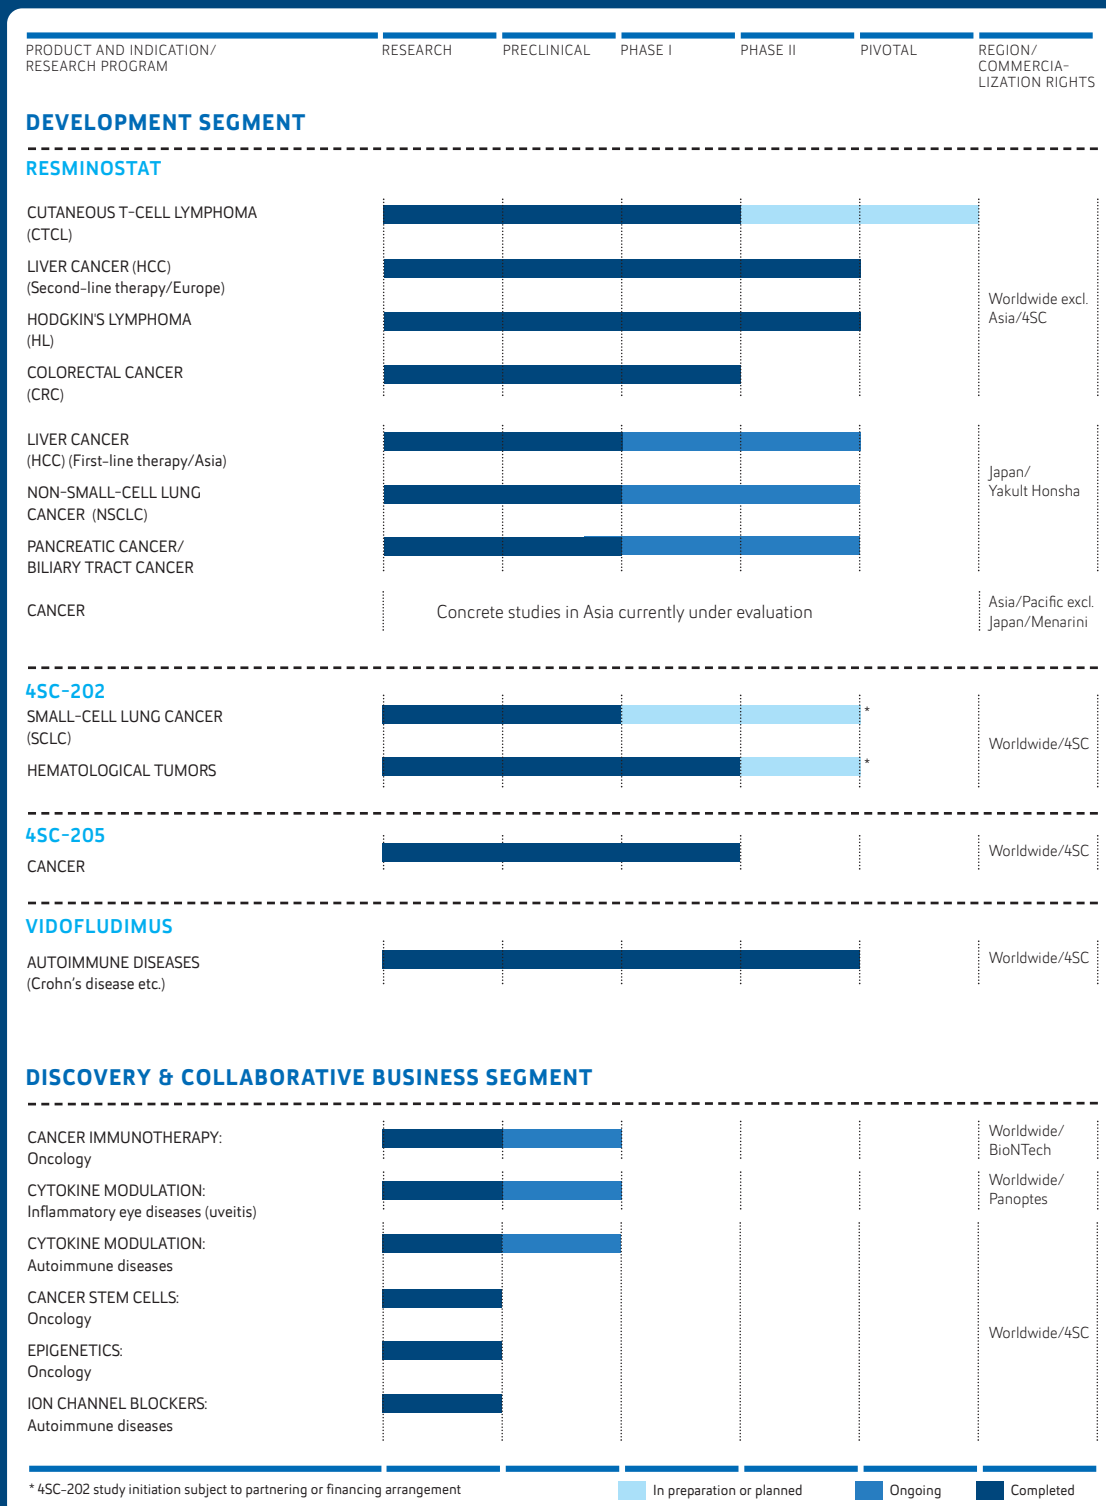 PRODUCT AND INDICATION/
RESEARCH PROGRAM
RESEARCH
PRECLINICAL
PHASE I
PHASE II
PIVOTAL
REGION/
COMMERCIA-
LIZATION RIGHTS
DEVELOPMENT SEGMENT
RESMINOSTAT
CUTANEOUS T-CELL LYMPHOMA
(CTCL)
LIVER CANCER (HCC)
(Second-line therapy/Europe)
HODGKIN'S LYMPHOMA
(HL)
COLORECTAL CANCER
(CRC)
Worldwide excl.
Asia/4SC
LIVER CANCER
(HCC) (First-line therapy/Asia)
NON-SMALL-CELL LUNG
CANCER (NSCLC)
PANCREATIC CANCER/
BILIARY TRACT CANCER
Japan/
Yakult Honsha
CANCER
Concrete studies in Asia currently under evaluation
Asia/Pacific excl.
Japan/Menarini
4SC-202
SMALL-CELL LUNG CANCER
(SCLC)
*
HEMATOLOGICAL TUMORS
*
Worldwide/4SC
4SC-205
CANCER
Worldwide/4SC
VIDOFLUDIMUS
AUTOIMMUNE DISEASES
(Crohn's disease etc.)
Worldwide/4SC
DISCOVERY & COLLABORATIVE BUSINESS SEGMENT
CANCER IMMUNOTHERAPY:
Oncology
Worldwide/
BioNTech
CYTOKINE MODULATION:
Inflammatory eye diseases (uveitis)
Worldwide/
Panoptes
CYTOKINE MODULATION:
Autoimmune diseases
CANCER STEM CELLS:
Oncology
EPIGENETICS:
Oncology
ION CHANNEL BLOCKERS:
Autoimmune diseases
Worldwide/4SC
* 4SC-202 study initiation subject to partnering or financing arrangement
In preparation or planned
Ongoing
Completed